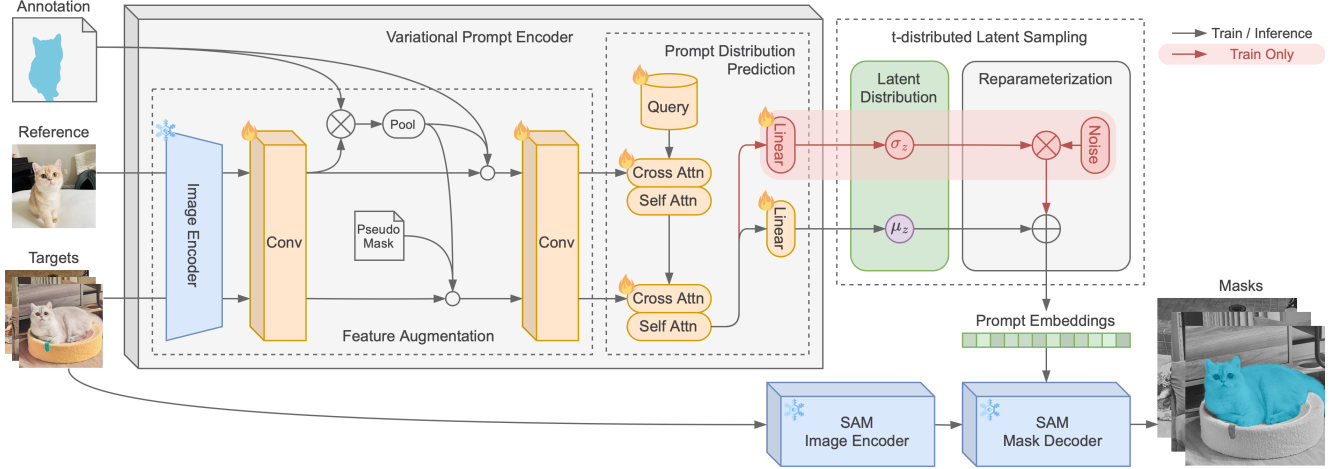 Annotation
Variational Prompt Encoder
Prompt Distribution
Prediction
t-distributed Latent Sampling
Train / Inference
Train Only
Latent
Distribution
Reparameterization
Query
Pool
Reference
Linear
σz
Noise
Cross Attn
Self Attn
Image Encoder
Conv
Pseudo
Mask
Conv
Linear
μz
Targets
Cross Attn
Self Attn
Feature Augmentation
Prompt Embeddings
Masks
SAM
Image Encoder
SAM
Mask Decoder